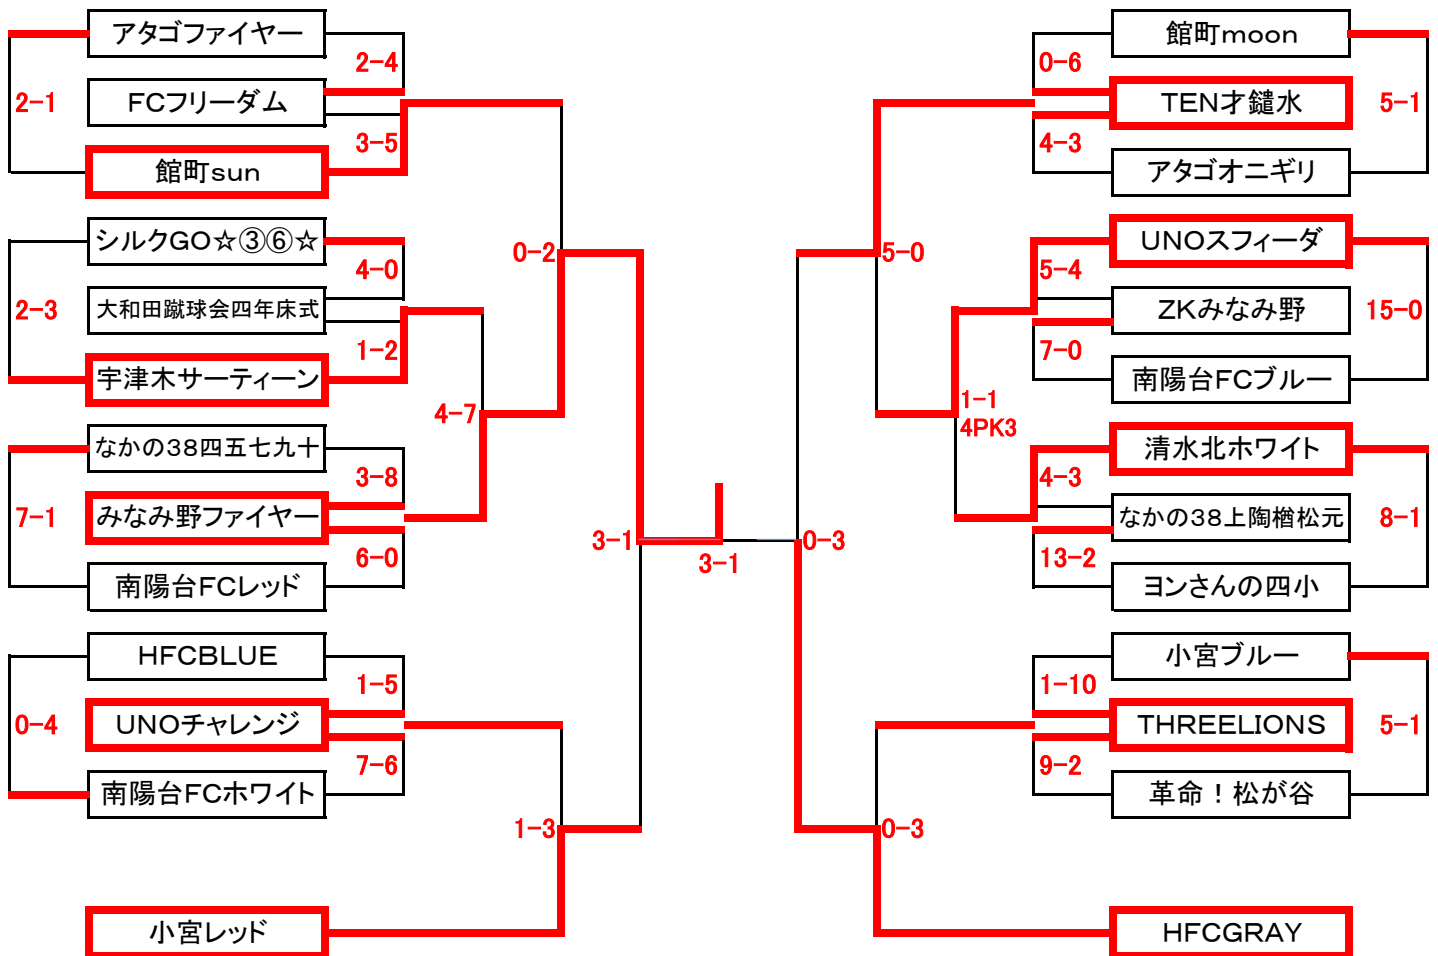 アタゴファイヤー
2-4
FCフリーダム
2-1
3-5
館町sun
シルクGO☆③⑥☆
4-0
大和田蹴球会四年床式
2-3
1-2
宇津木サーティーン
0-2
4-7
なかの38四五七九十
3-8
みなみ野ファイヤー
7-1
6-0
南陽台FCレッド
HFCBLUE
1-5
UNOチャレンジ
0-4
7-6
南陽台FCホワイト
1-3
小宮レッド
3-1
3-1
0-3
館町moon
0-6
TEN才鑓水
5-1
4-3
アタゴオニギリ
5-0
UNOスフィーダ
5-4
ZKみなみ野
15-0
7-0
南陽台FCブルー
1-1
4PK3
清水北ホワイト
4-3
なかの38上陶楢松元
8-1
13-2
ヨンさんの四小
小宮ブルー
1-10
THREELIONS
5-1
9-2
革命！松が谷
0-3
HFCGRAY